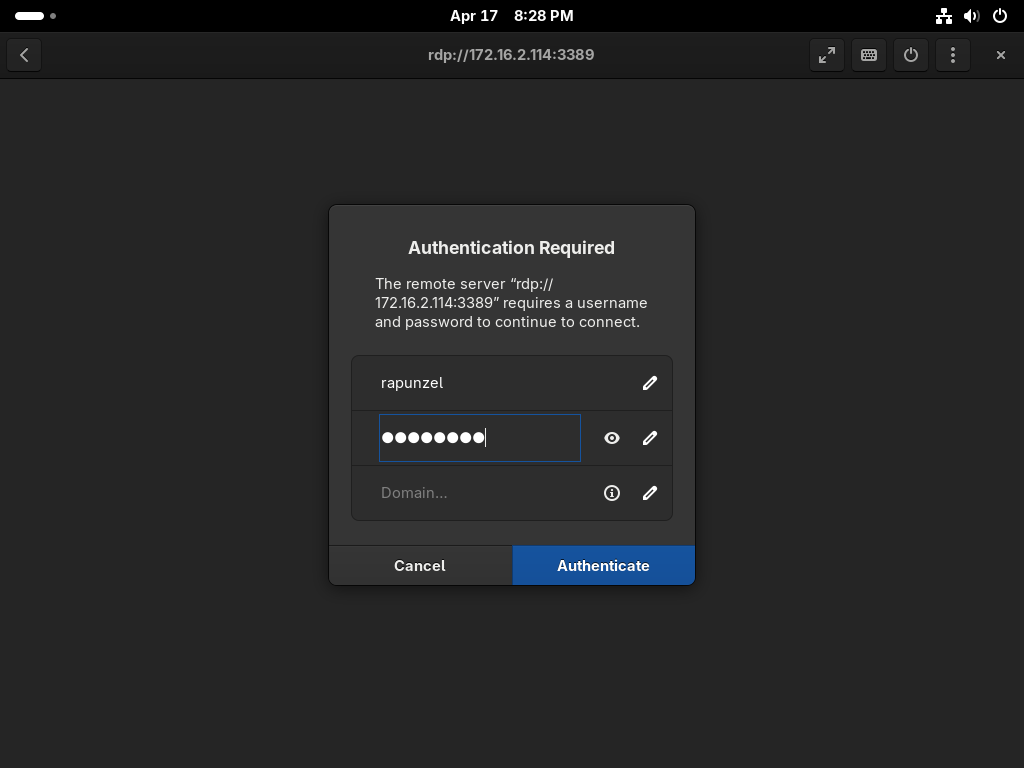 Apr 17 8:28 PM
rdp://172.16.2.114:3389
Authentication Required
The remote server “rdp://
172.16.2.114:3389” requires a username
and password to continue to connect.
rapunzel
●●●●●●●●
Domain…
Cancel Authenticate